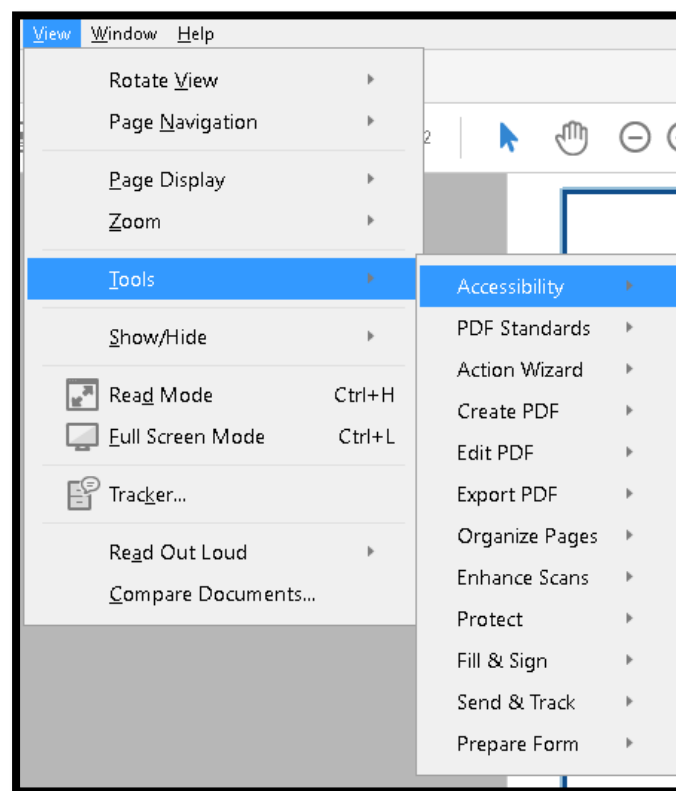 View Window Help
Rotate View
Page Navigation
2
Page Display
Zoom
Tools
Show/Hide
Read Mode Ctrl+H
Full Screen Mode Ctrl+L
Tracker...
Read Out Loud
Compare Documents...
Accessibility
PDF Standards
Action Wizard
Create PDF
Edit PDF
Export PDF
Organize Pages
Enhance Scans
Protect
Fill & Sign
Send & Track
Prepare Form